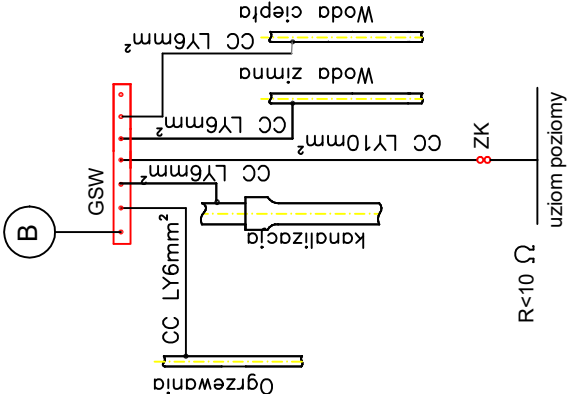 Woda ciepła
CC LY6mm²
Woda zimna
CC LY6mm²
CC LY10mm²
ZK
CC LY6mm²
GSW
B
kanalizacja
CC LY6mm²
Ogrzewania
uziom poziomy
R<10 Ω